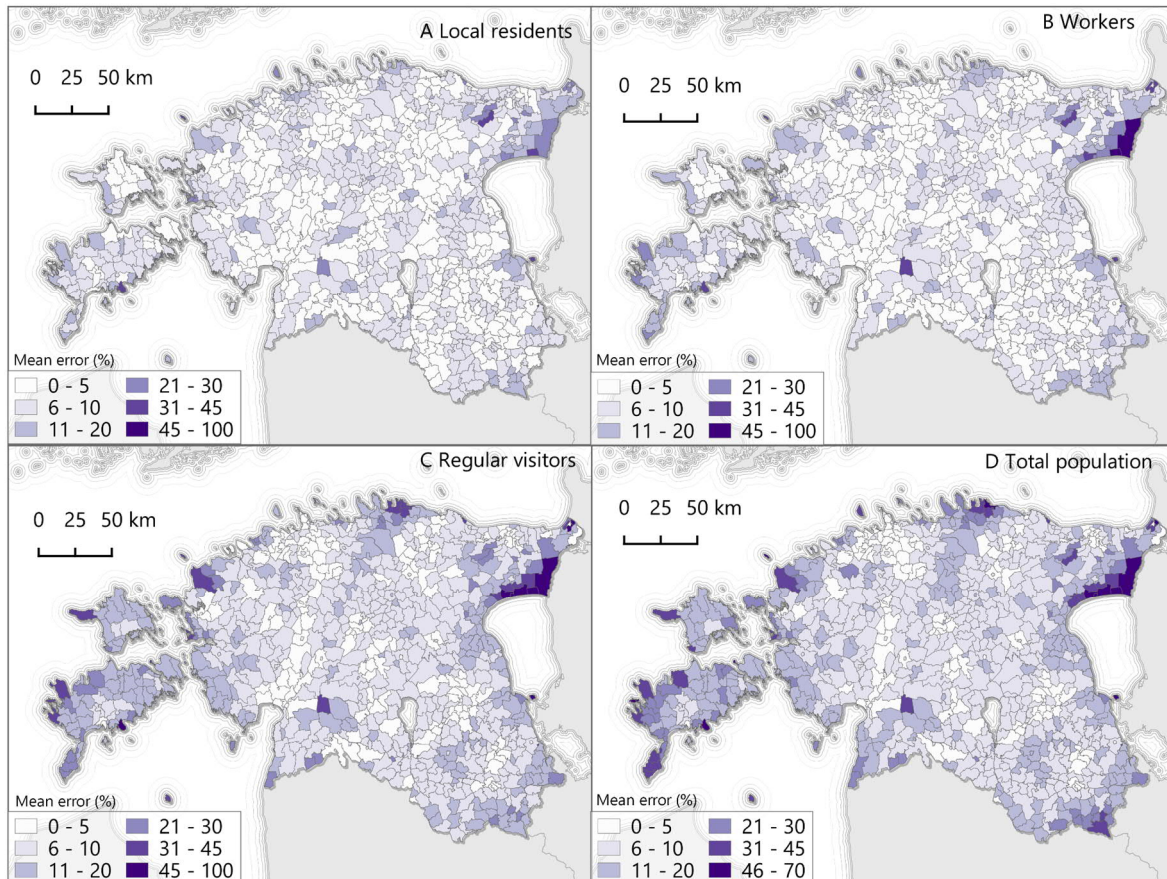 A Local residents
0 25 50 km
Mean error (%)
0 - 5 21 - 30
6 - 10 31 - 45
11 - 20 45 - 100
B Workers
0 25 50 km
Mean error (%)
0 - 5 21 - 30
6 - 10 31 - 45
11 - 20 45 - 100
C Regular visitors
0 25 50 km
Mean error (%)
0 - 5 21 - 30
6 - 10 31 - 45
11 - 20 45 - 100
D Total population
0 25 50 km
Mean error (%)
0 - 5 21 - 30
6 - 10 31 - 45
11 - 20 46 - 70